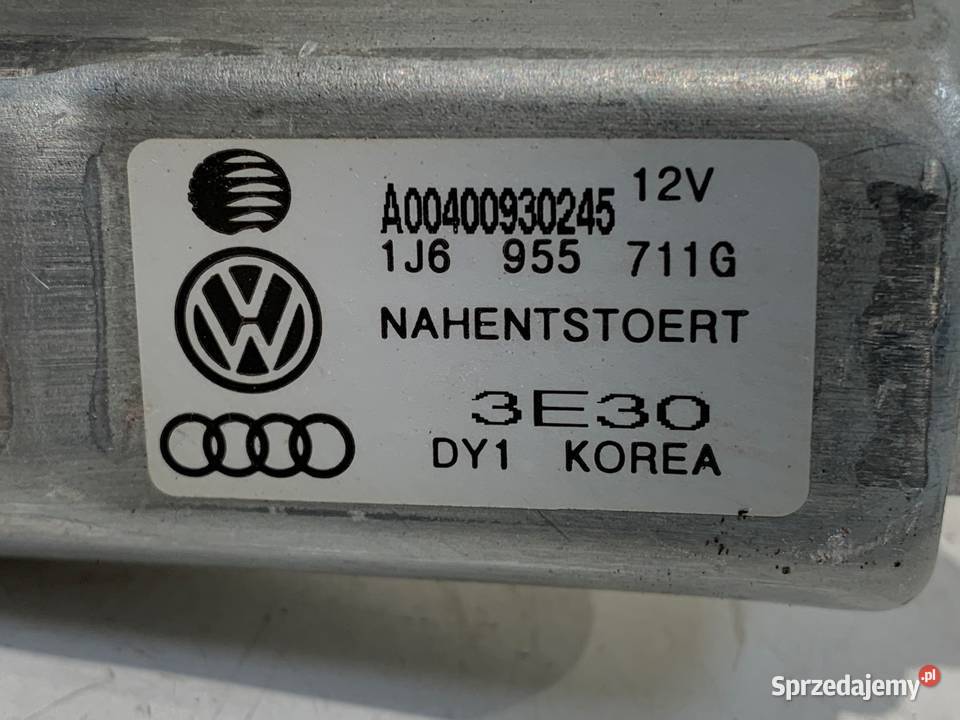 12V
A00400930245
1J6 955 711G
NAHENTSTOERT
3E30
DY1 KOREA
Sprzedajemy.pl